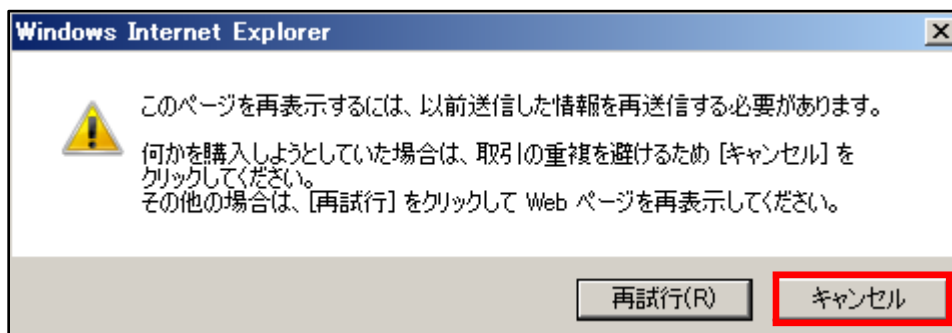 Windows Internet Explorer
このページを再表示するには、以前送信した情報を再送信する必要があります。
何かを購入しようとしていた場合は、取引の重複を避けるため [キャンセル] を
クリックしてください。
その他の場合は、[再試行] をクリックして Web ページを再表示してください。
再試行(R)
キャンセル